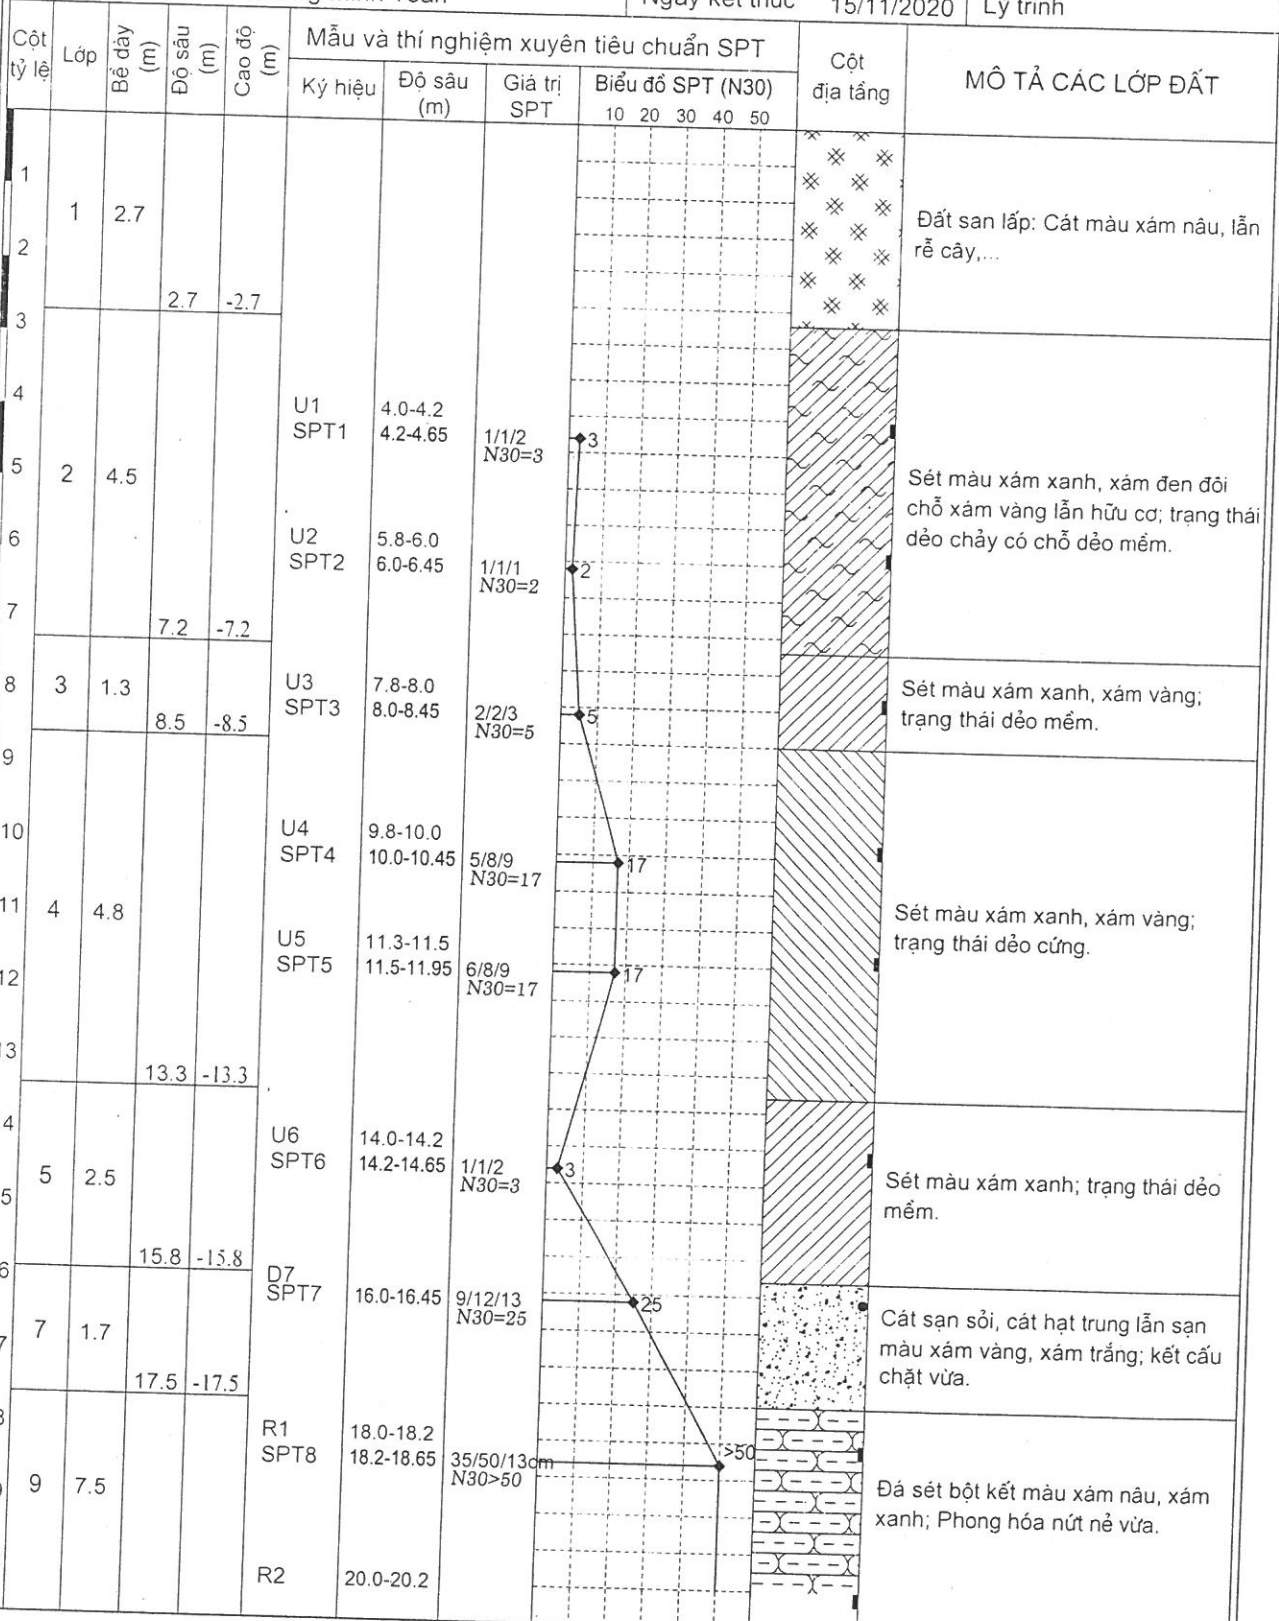 Ngày kết thúc 15/11/2020 Lý trình
Cột tỷ lệ
Lớp
Bề dày (m)
Độ sâu (m)
Cao độ (m)
Mẫu và thí nghiệm xuyên tiêu chuẩn SPT
Ký hiệu
Độ sâu (m)
Giá trị SPT
Biểu đồ SPT (N30)
10 20 30 40 50
Cột địa tầng
MÔ TẢ CÁC LỚP ĐẤT
1
2
3
4
5
6
7
8
9
10
11
12
13
4
5
6
7
1 2.7
2.7 -2.7
Đất san lấp: Cát màu xám nâu, lẫn
rễ cây,...
U1 4.0-4.2
SPT1 4.2-4.65 1/1/2 3
N30=3
2 4.5
U2 5.8-6.0
SPT2 6.0-6.45 1/1/1 2
N30=2
7.2 -7.2
Sét màu xám xanh, xám đen đôi
chỗ xám vàng lẫn hữu cơ; trạng thái
dẻo chảy có chỗ dẻo mềm.
3 1.3
U3 7.8-8.0
SPT3 8.0-8.45 2/2/3 5
N30=5
8.5 -8.5
Sét màu xám xanh, xám vàng;
trạng thái dẻo mềm.
U4 9.8-10.0
SPT4 10.0-10.45 5/8/9 17
N30=17
4 4.8
U5 11.3-11.5
SPT5 11.5-11.95 6/8/9 17
N30=17
13.3 -13.3
Sét màu xám xanh, xám vàng;
trạng thái dẻo cứng.
U6 14.0-14.2
SPT6 14.2-14.65 1/1/2 3
N30=3
5 2.5
15.8 -15.8
Sét màu xám xanh; trạng thái dẻo
mềm.
D7
SPT7 16.0-16.45 9/12/13 25
N30=25
7 1.7
17.5 -17.5
Cát sạn sỏi, cát hạt trung lẫn sạn
màu xám vàng, xám trắng; kết cấu
chặt vừa.
R1 18.0-18.2
SPT8 18.2-18.65 35/50/13cm >50
N30>50
9 7.5
Đá sét bột kết màu xám nâu, xám
xanh; Phong hóa nứt nẻ vừa.
R2 20.0-20.2